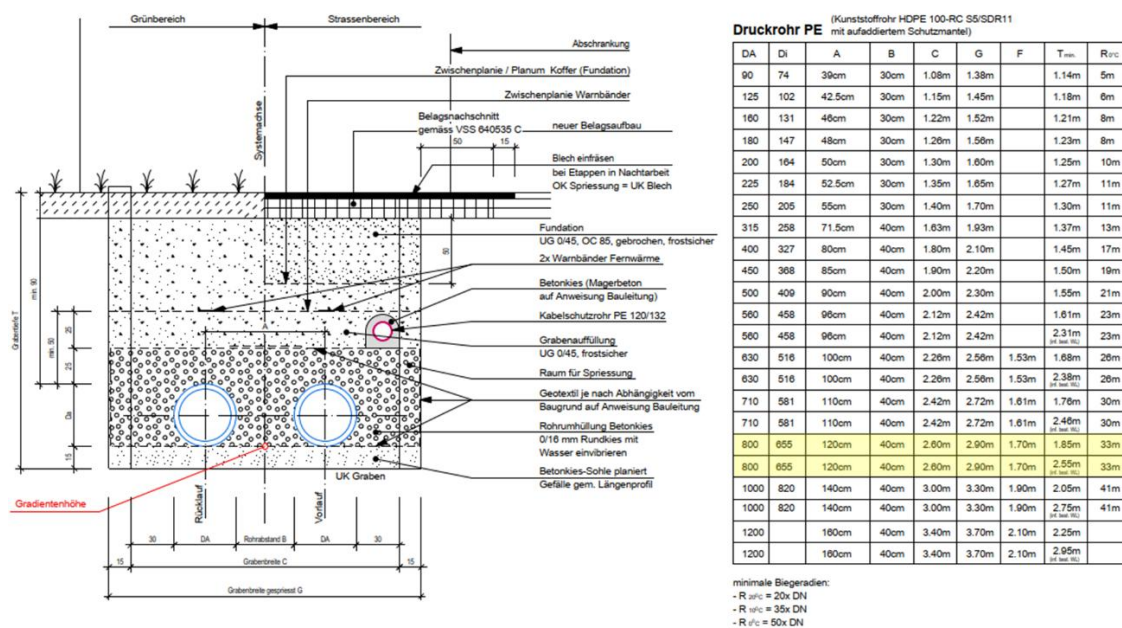 Grünbereich
Strassenbereich
Abschrankung
Zwischenplanie / Planum Koffer (Fundation)
Zwischenplanie Warnbänder
Systemachse
Belagsnachschnitt
gemäss VSS 640535 C
neuer Belagsaufbau
50
15
Blech einfräsen
bei Etappen in Nachtarbeit
OK Spriessung = UK Blech
Fundation
UG 0/45, OC 85, gebrochen, frostsicher
50
2x Warnbänder Fernwärme
Betonkies (Magerbeton
auf Anweisung Bauleitung)
Kabelschutzrohr PE 120/132
Grabenauffüllung
UG 0/45, frostsicher
Raum für Spriessung
Geotextil je nach Abhängigkeit vom
Baugrund auf Anweisung Bauleitung
Rohrumhüllung Betonkies
0/16 mm Rundkies mit
Wasser einvibrieren
Betonkies-Sohle planiert
Gefälle gem. Längenprofil
Grabentiefe T
min. 90
min. 50
25
25
Da
15
A
UK Graben
Gradientenhöhe
Rücklauf
Vorlauf
30
DA
Rohrabstand B
DA
30
15
Grabenbreite C
15
Grabenbreite gespriesst G
Druckrohr PE (Kunststoffrohr HDPE 100-RC S5/SDR11
mit aufaddiertem Schutzmantel)
DA Di A B C G F Tmin. R 0°C
90 74 39cm 30cm 1.08m 1.38m 1.14m 5m
125 102 42.5cm 30cm 1.15m 1.45m 1.18m 6m
160 131 46cm 30cm 1.22m 1.52m 1.21m 8m
180 147 48cm 30cm 1.26m 1.56m 1.23m 8m
200 164 50cm 30cm 1.30m 1.60m 1.25m 10m
225 184 52.5cm 30cm 1.35m 1.65m 1.27m 11m
250 205 55cm 30cm 1.40m 1.70m 1.30m 11m
315 258 71.5cm 40cm 1.63m 1.93m 1.37m 13m
400 327 80cm 40cm 1.80m 2.10m 1.45m 17m
450 368 85cm 40cm 1.90m 2.20m 1.50m 19m
500 409 90cm 40cm 2.00m 2.30m 1.55m 21m
560 458 96cm 40cm 2.12m 2.42m 1.61m 23m
560 458 96cm 40cm 2.12m 2.42m 2.31m 23m
630 516 100cm 40cm 2.26m 2.56m 1.53m 1.68m 26m
630 516 100cm 40cm 2.26m 2.56m 1.53m 2.38m 26m
710 581 110cm 40cm 2.42m 2.72m 1.61m 1.76m 30m
710 581 110cm 40cm 2.42m 2.72m 1.61m 2.46m 30m
800 655 120cm 40cm 2.60m 2.90m 1.70m 1.85m 33m
800 655 120cm 40cm 2.60m 2.90m 1.70m 2.55m 33m
1000 820 140cm 40cm 3.00m 3.30m 1.90m 2.05m 41m
1000 820 140cm 40cm 3.00m 3.30m 1.90m 2.75m 41m
1200 160cm 40cm 3.40m 3.70m 2.10m 2.25m
1200 160cm 40cm 3.40m 3.70m 2.10m 2.95m
minimale Biegeradien:
- R 20°C = 20x DN
- R 10°C = 35x DN
- R 0°C = 50x DN